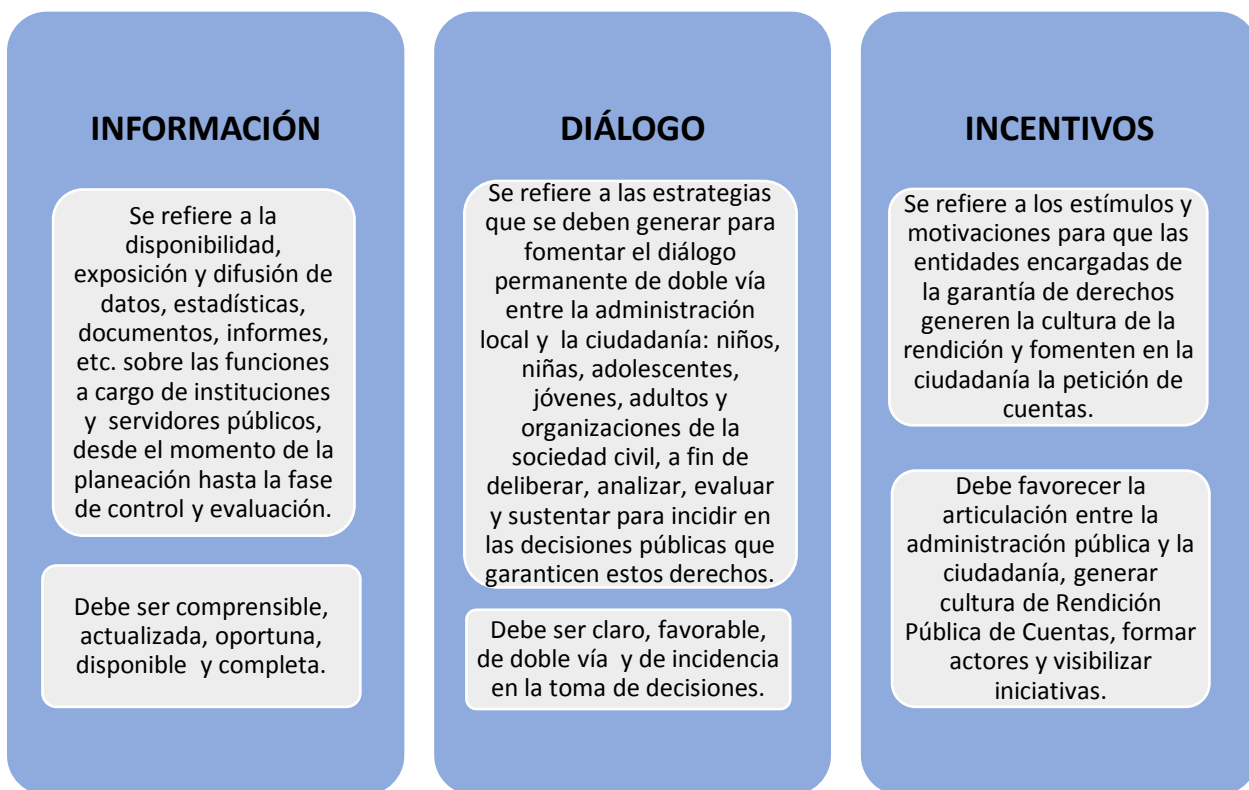 INFORMACIÓN
Se refiere a la
disponibilidad,
exposición y difusión de
datos, estadísticas,
documentos, informes,
etc. sobre las funciones
a cargo de instituciones
y servidores públicos,
desde el momento de la
planeación hasta la fase
de control y evaluación.
Debe ser comprensible,
actualizada, oportuna,
disponible y completa.
DIÁLOGO
Se refiere a las estrategias
que se deben generar para
fomentar el diálogo
permanente de doble vía
entre la administración
local y la ciudadanía: niños,
niñas, adolescentes,
jóvenes, adultos y
organizaciones de la
sociedad civil, a fin de
deliberar, analizar, evaluar
y sustentar para incidir en
las decisiones públicas que
garanticen estos derechos.
Debe ser claro, favorable,
de doble vía y de incidencia
en la toma de decisiones.
INCENTIVOS
Se refiere a los estímulos y
motivaciones para que las
entidades encargadas de
la garantía de derechos
generen la cultura de la
rendición y fomenten en la
ciudadanía la petición de
cuentas.
Debe favorecer la
articulación entre la
administración pública y la
ciudadanía, generar
cultura de Rendición
Pública de Cuentas, formar
actores y visibilizar
iniciativas.